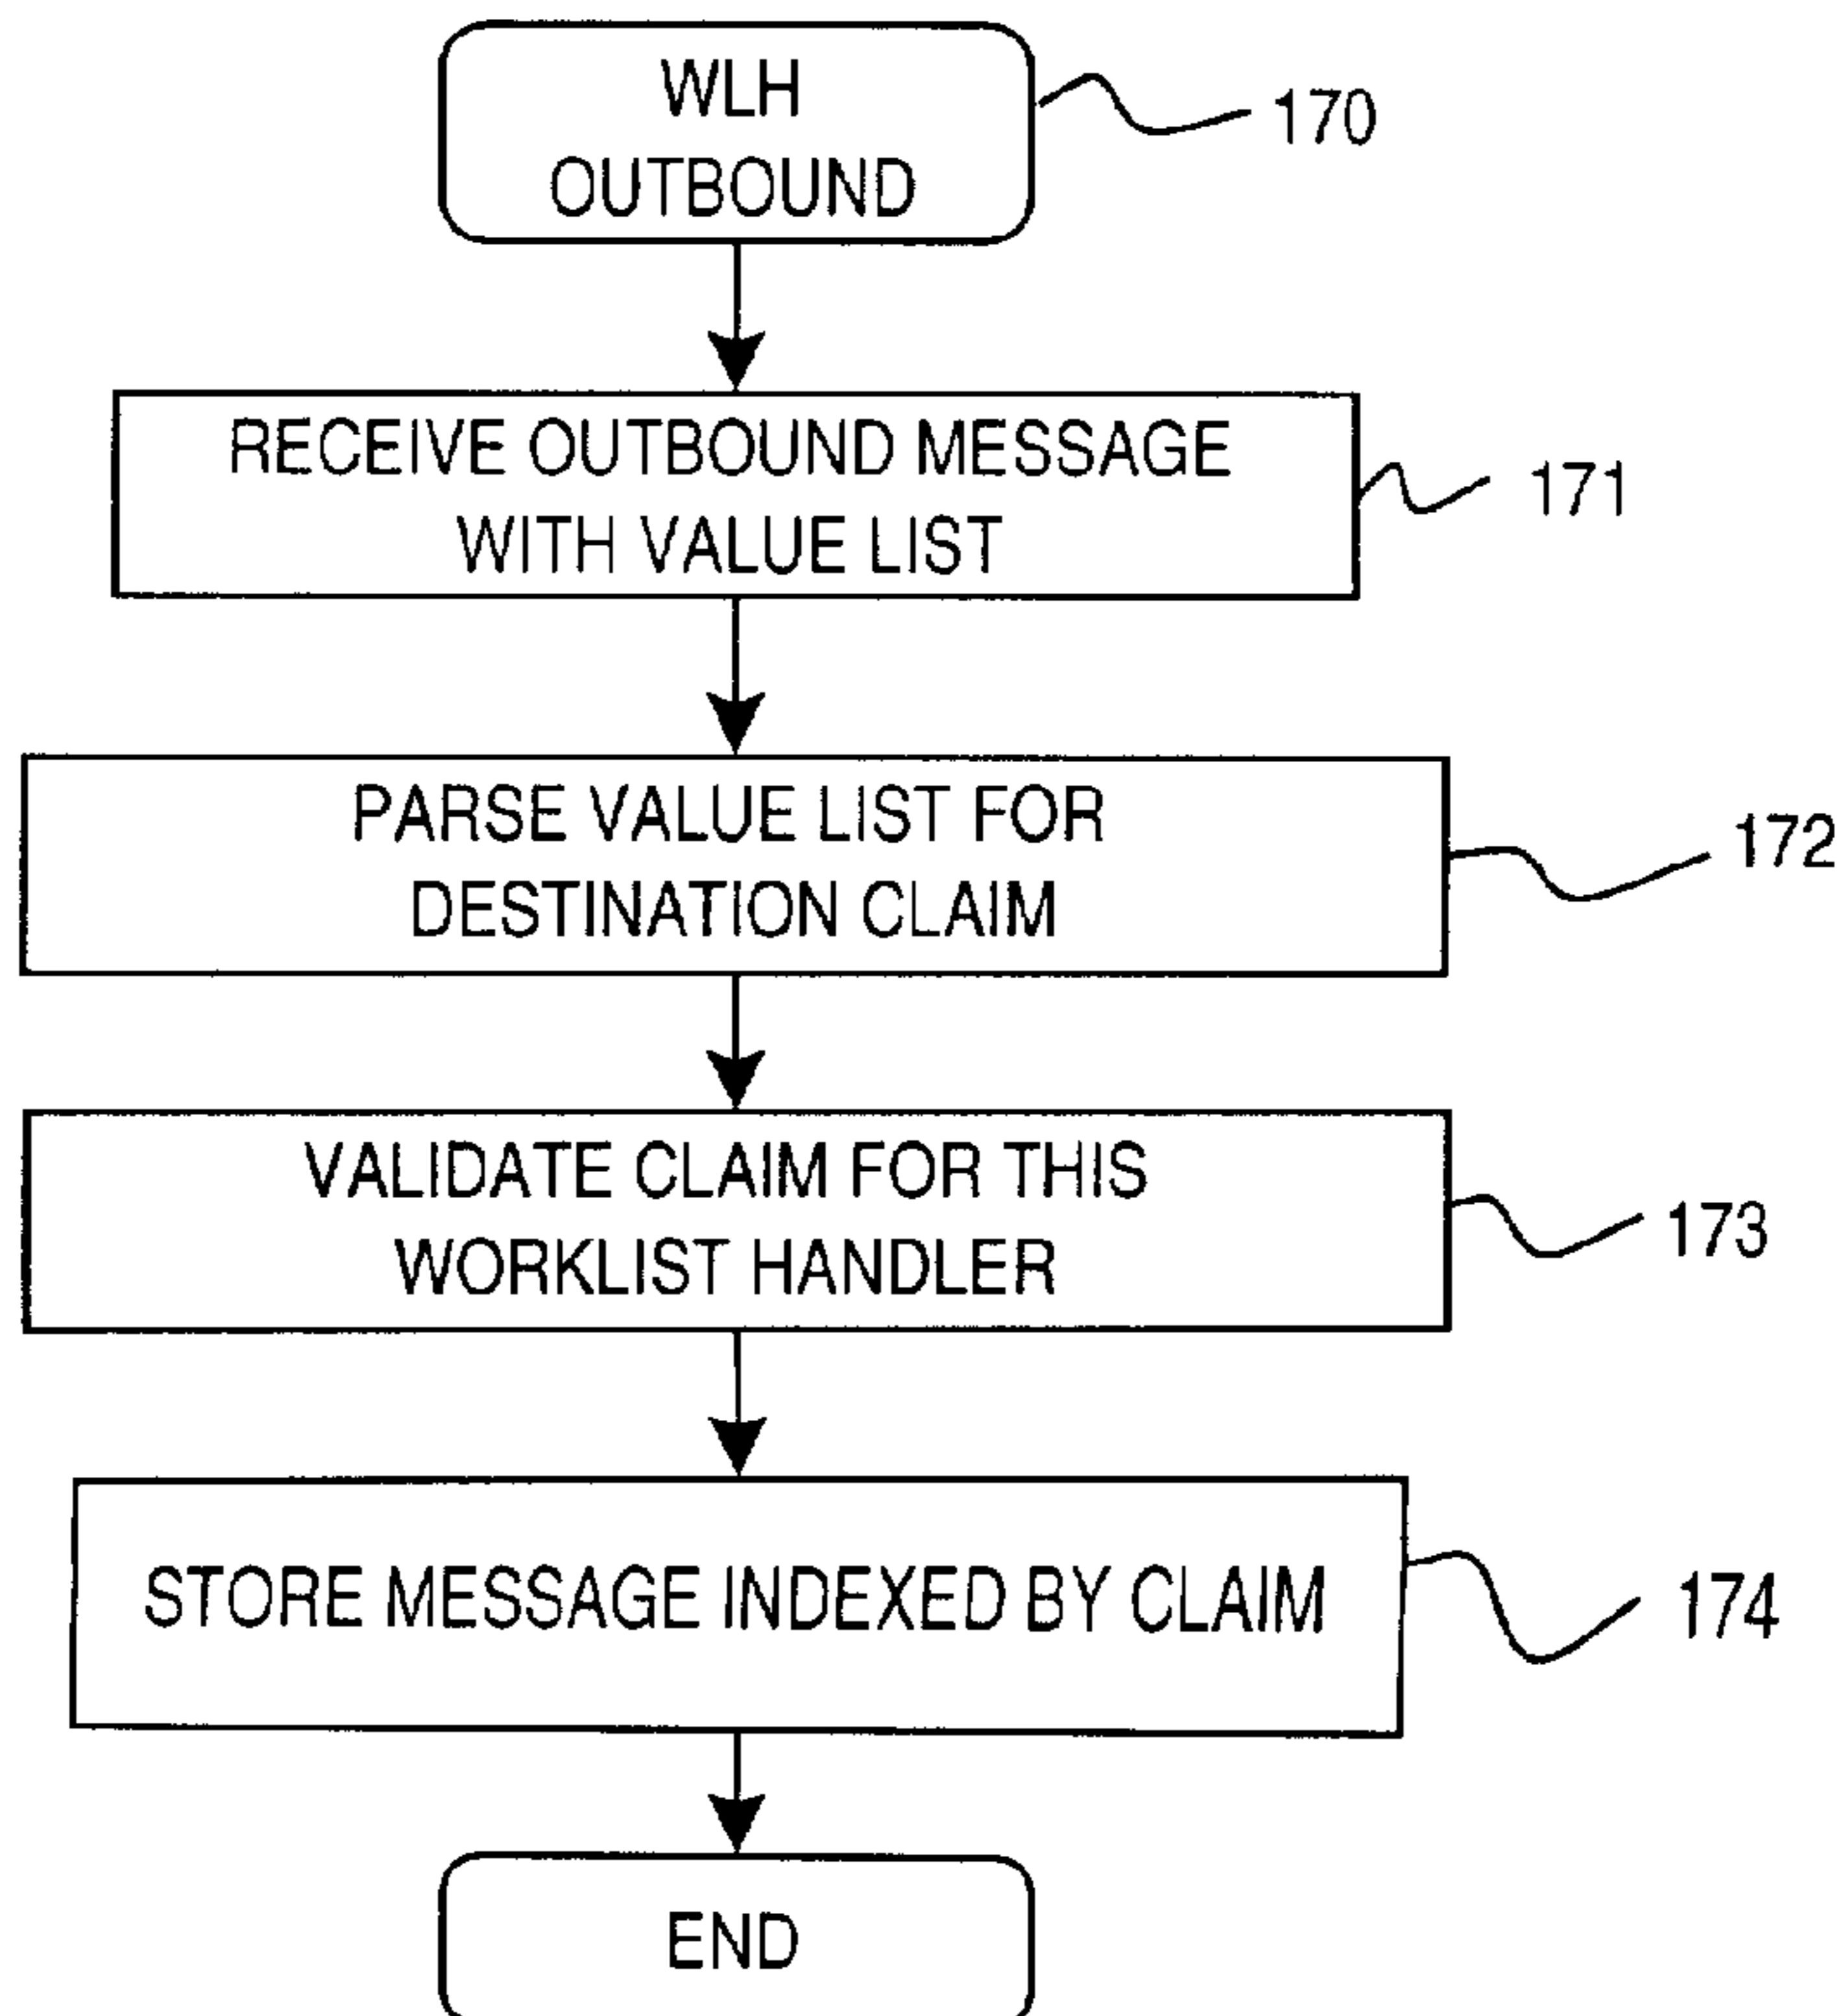 WLH
OUTBOUND
170
RECEIVE OUTBOUND MESSAGE
WITH VALUE LIST
171
PARSE VALUE LIST FOR
DESTINATION CLAIM
172
VALIDATE CLAIM FOR THIS
WORKLIST HANDLER
173
STORE MESSAGE INDEXED BY CLAIM
174
END